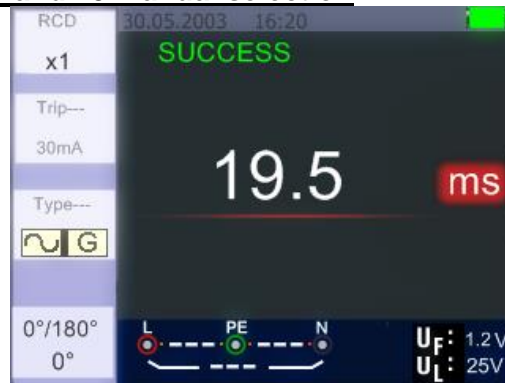 RCD
x1
Trip---
30mA
Type---
G
0°/180°
0°
30.05.2003 16:20
SUCCESS
19.5
ms
L PE N
UF: 1.2V
UL: 25V